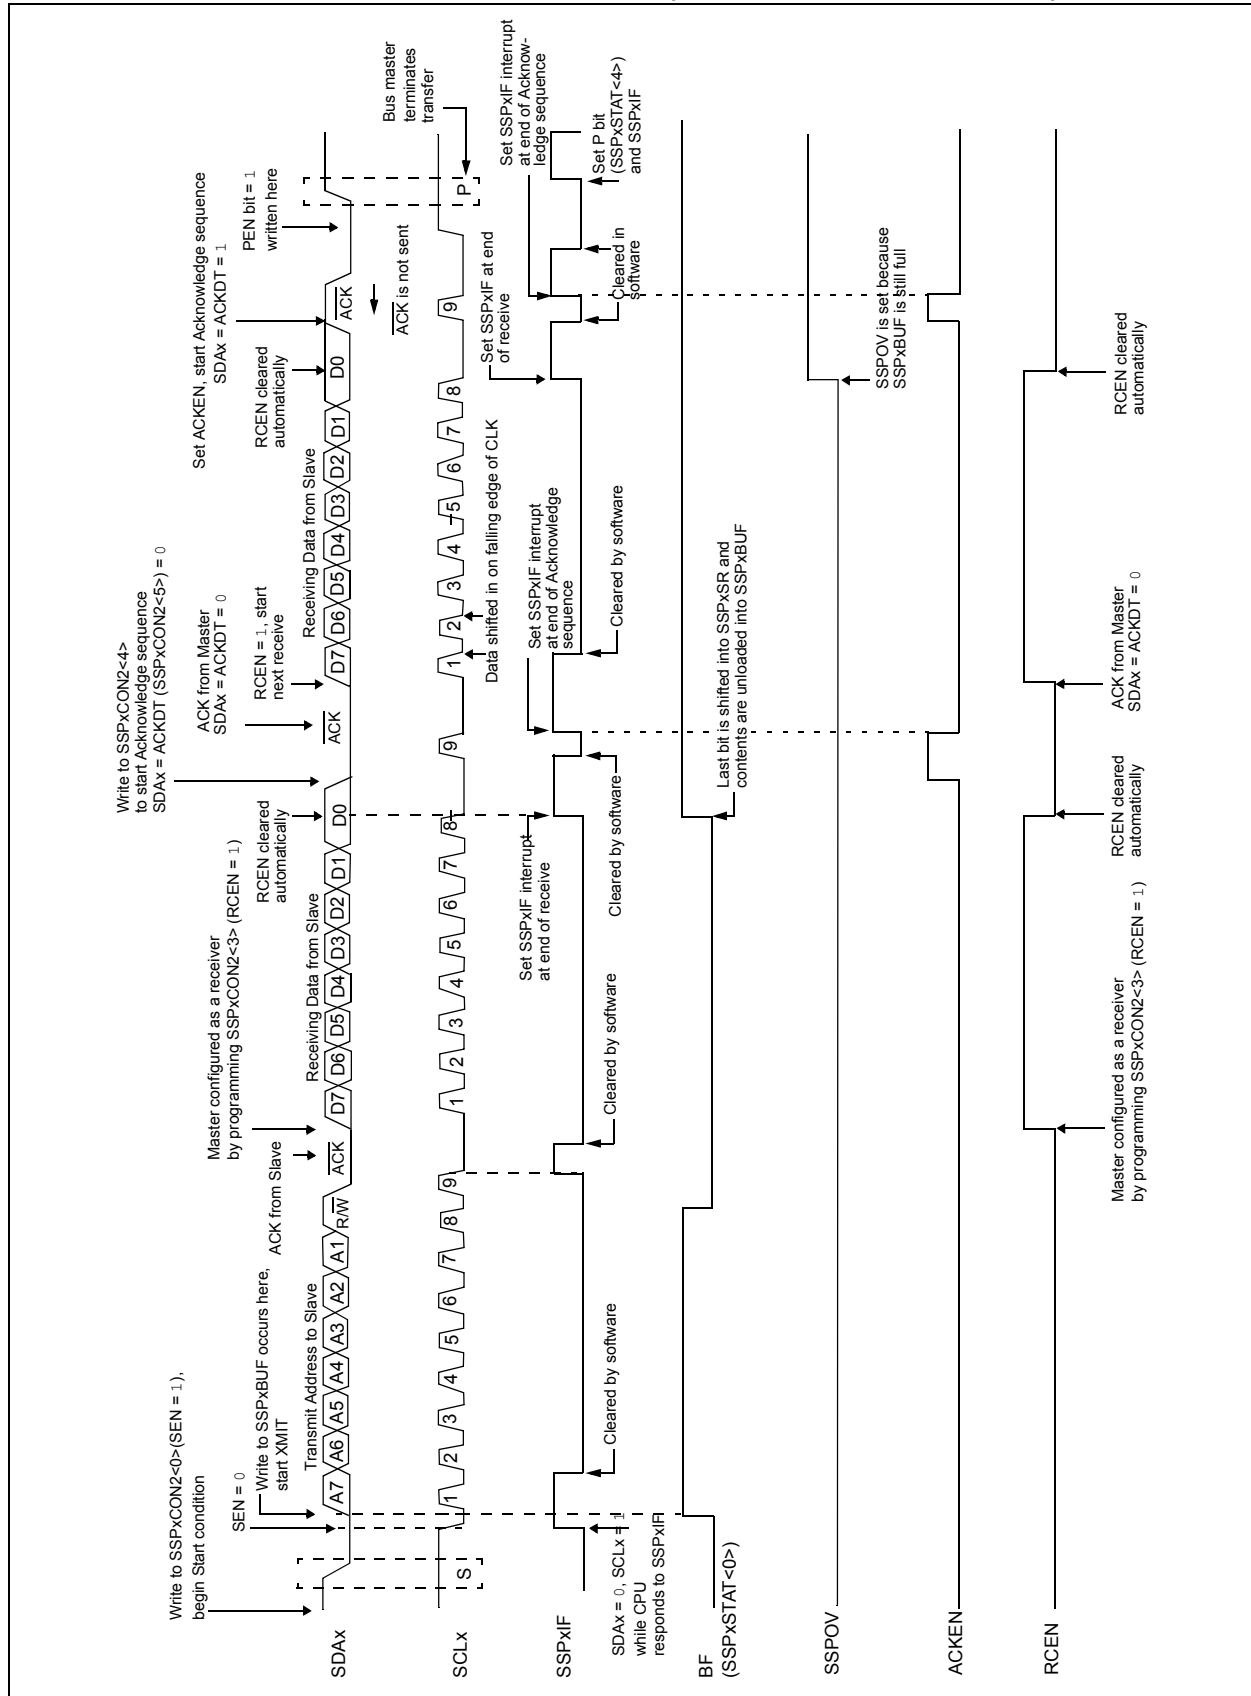 Write to SSPxCON2<0>(SEN = 1),
begin Start condition
SEN = 0
Write to SSPxBUF occurs here,
start XMIT
ACK from Slave
Master configured as a receiver
by programming SSPxCON2<3> (RCEN = 1)
RCEN cleared
automatically
Write to SSPxCON2<4>
to start Acknowledge sequence
SDAx = ACKDT (SSPxCON2<5>) = 0
ACK from Master
SDAx = ACKDT = 0
RCEN = 1, start
next receive
RCEN cleared
automatically
Set ACKEN, start Acknowledge sequence
SDAx = ACKDT = 1
PEN bit = 1
written here
Transmit Address to Slave
Receiving Data from Slave
Receiving Data from Slave
SDAx
A7 A6 A5 A4 A3 A2 A1 R/W ACK D7 D6 D5 D4 D3 D2 D1 D0 ACK D7 D6 D5 D4 D3 D2 D1 D0 ACK
ACK is not sent
Bus master
terminates
transfer
SCLx
S 1 2 3 4 5 6 7 8 9 1 2 3 4 5 6 7 8 9 1 2 3 4 5 6 7 8 9 P
Data shifted in on falling edge of CLK
Set SSPxIF interrupt
at end of receive
Set SSPxIF interrupt
at end of Acknowledge
sequence
Set SSPxIF at end
of receive
Set SSPxIF interrupt
at end of Acknow-
ledge sequence
SSPxIF
SDAx = 0, SCLx = 1
while CPU
responds to SSPxIF
Cleared by software
Cleared by software
Cleared by software
Cleared by software
Cleared in
software
Set P bit
(SSPxSTAT<4>)
and SSPxIF
BF
(SSPxSTAT<0>)
Last bit is shifted into SSPxSR and
contents are unloaded into SSPxBUF
SSPOV
SSPOV is set because
SSPxBUF is still full
ACKEN
RCEN
Master configured as a receiver
by programming SSPxCON2<3> (RCEN = 1)
RCEN cleared
automatically
ACK from Master
SDAx = ACKDT = 0
RCEN cleared
automatically